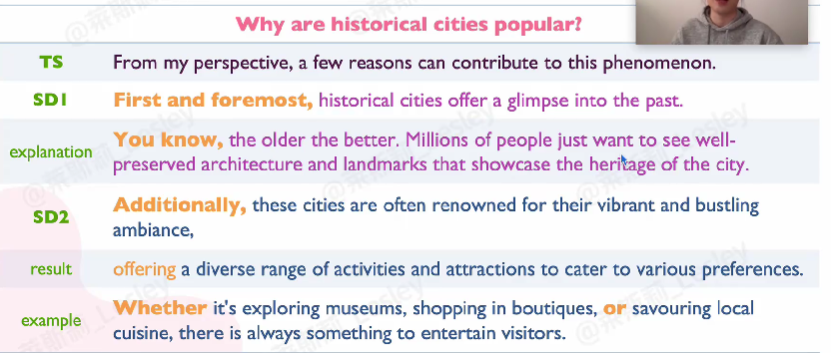 Why are historical cities popular?
TS
From my perspective, a few reasons can contribute to this phenomenon.
SD1
First and foremost, historical cities offer a glimpse into the past.
explanation
You know, the older the better. Millions of people just want to see well-
preserved architecture and landmarks that showcase the heritage of the city.
SD2
Additionally, these cities are often renowned for their vibrant and bustling
ambiance,
result
offering a diverse range of activities and attractions to cater to various preferences.
example
Whether it's exploring museums, shopping in boutiques, or savouring local
cuisine, there is always something to entertain visitors.